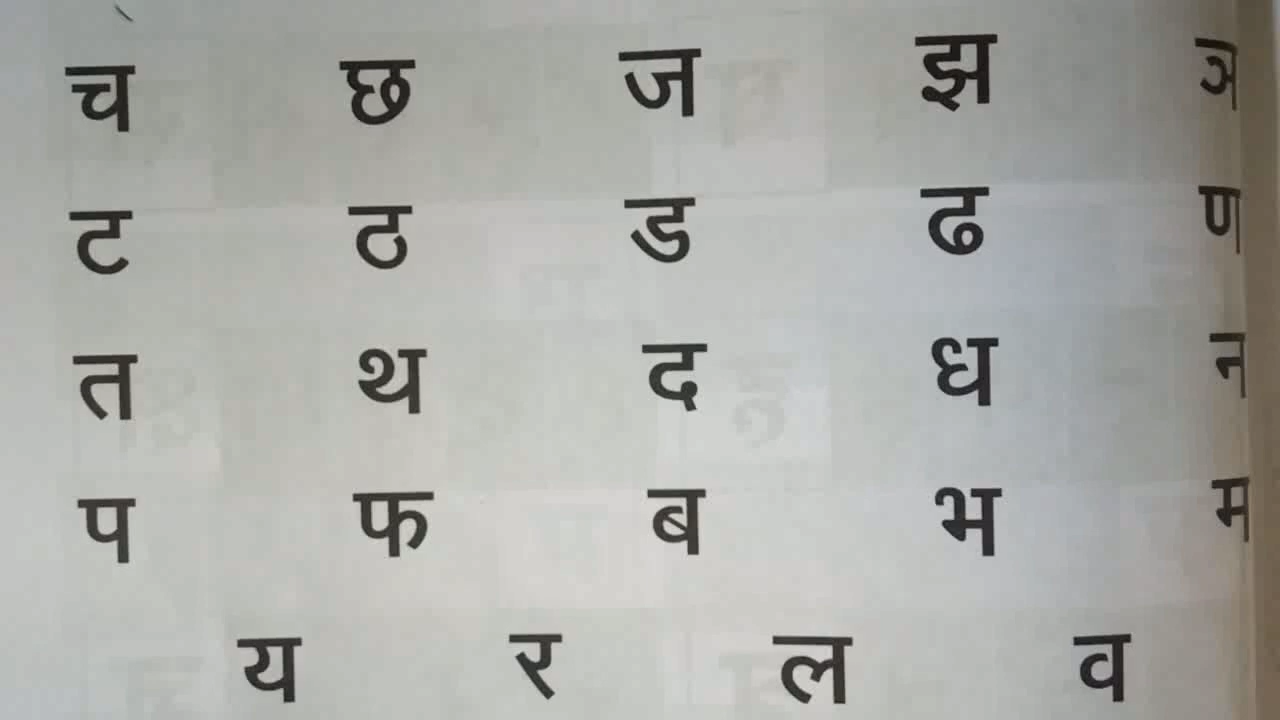 च छ ज झ ञ
ट ठ ड ढ ण
त थ द ध न
प फ ब भ म
य र ल व